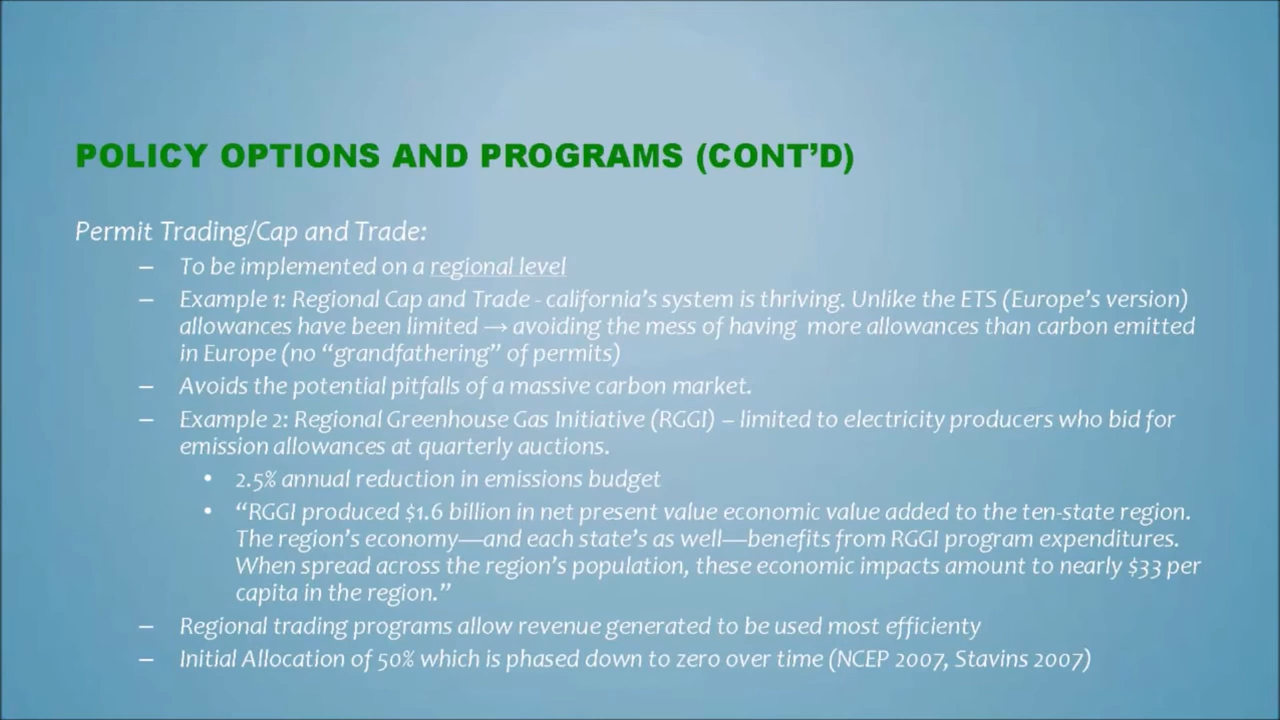 POLICY OPTIONS AND PROGRAMS (CONT’D)
Permit Trading/Cap and Trade:
– To be implemented on a regional level
– Example 1: Regional Cap and Trade - california’s system is thriving. Unlike the ETS (Europe’s version)
allowances have been limited → avoiding the mess of having more allowances than carbon emitted
in Europe (no “grandfathering” of permits)
– Avoids the potential pitfalls of a massive carbon market.
– Example 2: Regional Greenhouse Gas Initiative (RGGI) – limited to electricity producers who bid for
emission allowances at quarterly auctions.
• 2.5% annual reduction in emissions budget
• “RGGI produced $1.6 billion in net present value economic value added to the ten-state region.
The region’s economy—and each state’s as well—benefits from RGGI program expenditures.
When spread across the region’s population, these economic impacts amount to nearly $33 per
capita in the region.”
– Regional trading programs allow revenue generated to be used most efficienty
– Initial Allocation of 50% which is phased down to zero over time (NCEP 2007, Stavins 2007)